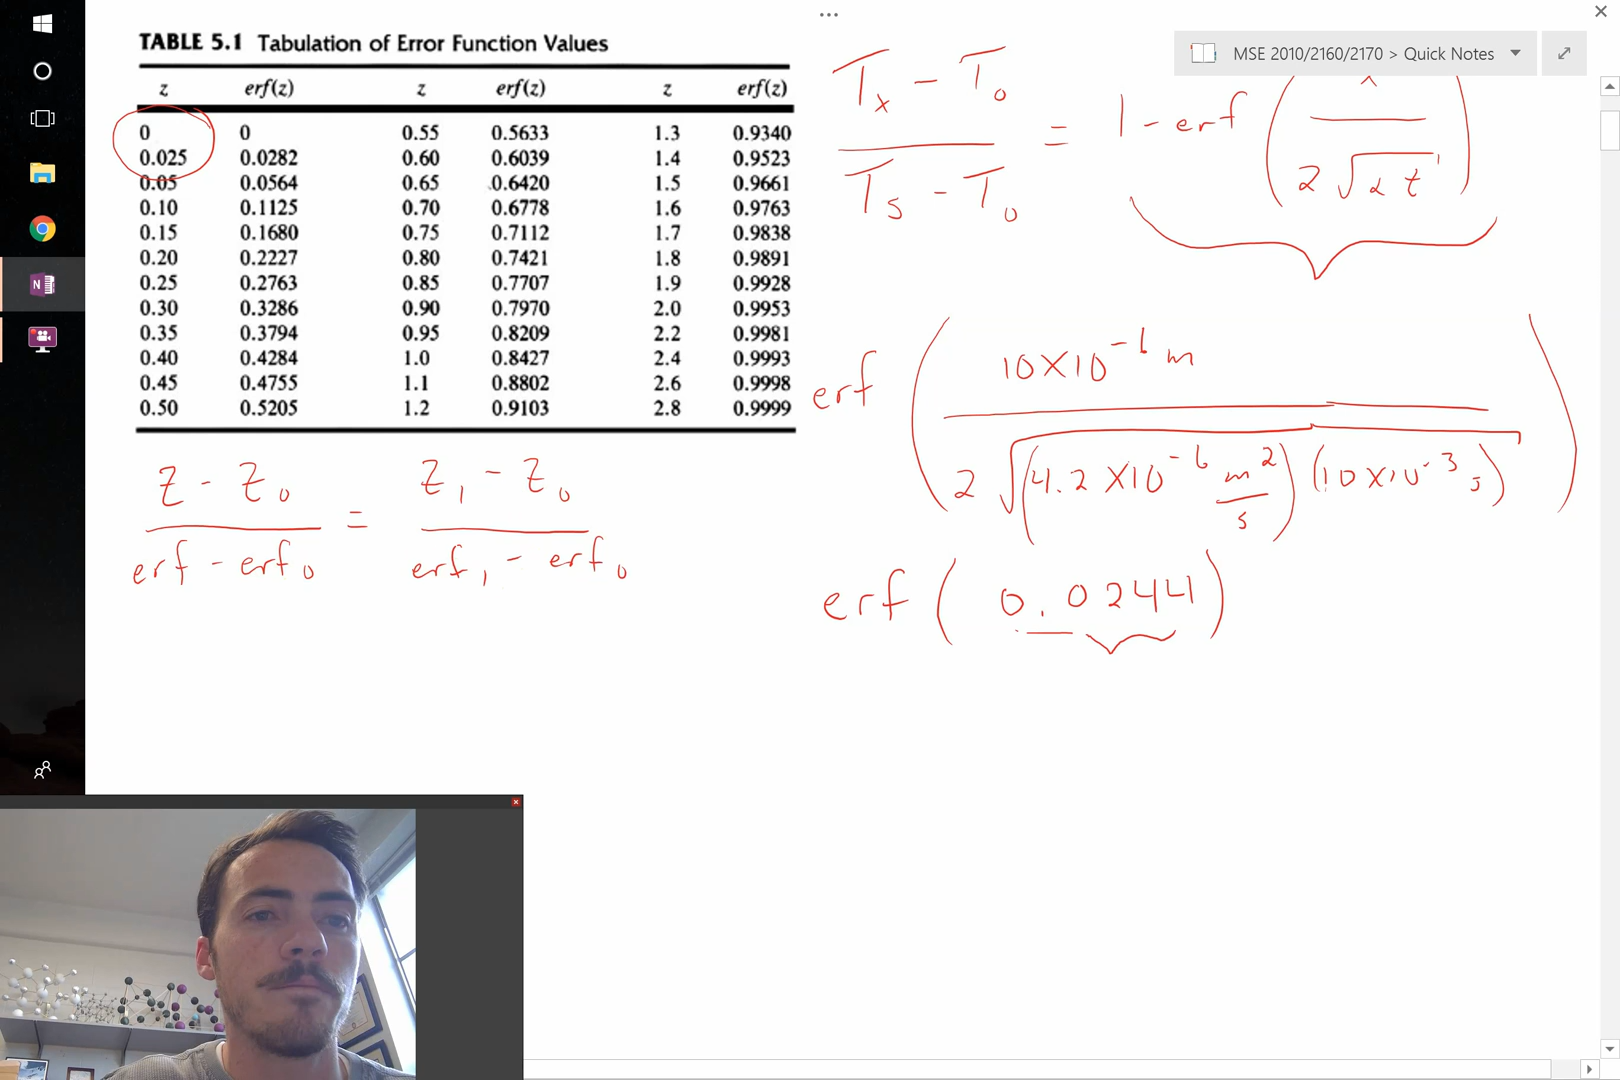 ...
MSE 2010/2160/2170 > Quick Notes
TABLE 5.1 Tabulation of Error Function Values
z erf(z) z erf(z) z erf(z)
0 0 0.55 0.5633 1.3 0.9340
0.025 0.0282 0.60 0.6039 1.4 0.9523
0.05 0.0564 0.65 0.6420 1.5 0.9661
0.10 0.1125 0.70 0.6778 1.6 0.9763
0.15 0.1680 0.75 0.7112 1.7 0.9838
0.20 0.2227 0.80 0.7421 1.8 0.9891
0.25 0.2763 0.85 0.7707 1.9 0.9928
0.30 0.3286 0.90 0.7970 2.0 0.9953
0.35 0.3794 0.95 0.8209 2.2 0.9981
0.40 0.4284 1.0 0.8427 2.4 0.9993
0.45 0.4755 1.1 0.8802 2.6 0.9998
0.50 0.5205 1.2 0.9103 2.8 0.9999
z - z₀ = z₁ - z₀
erf - erf₀ erf₁ - erf₀
Tₓ - T₀ = 1 - erf ( x )
Tₛ - T₀ 2 √α t
erf ( 10 X 10⁻⁶ m )
2 √(4.2 X 10⁻⁶ m²/s) (10 X 10⁻³ s)
erf ( 0.0244 )
N